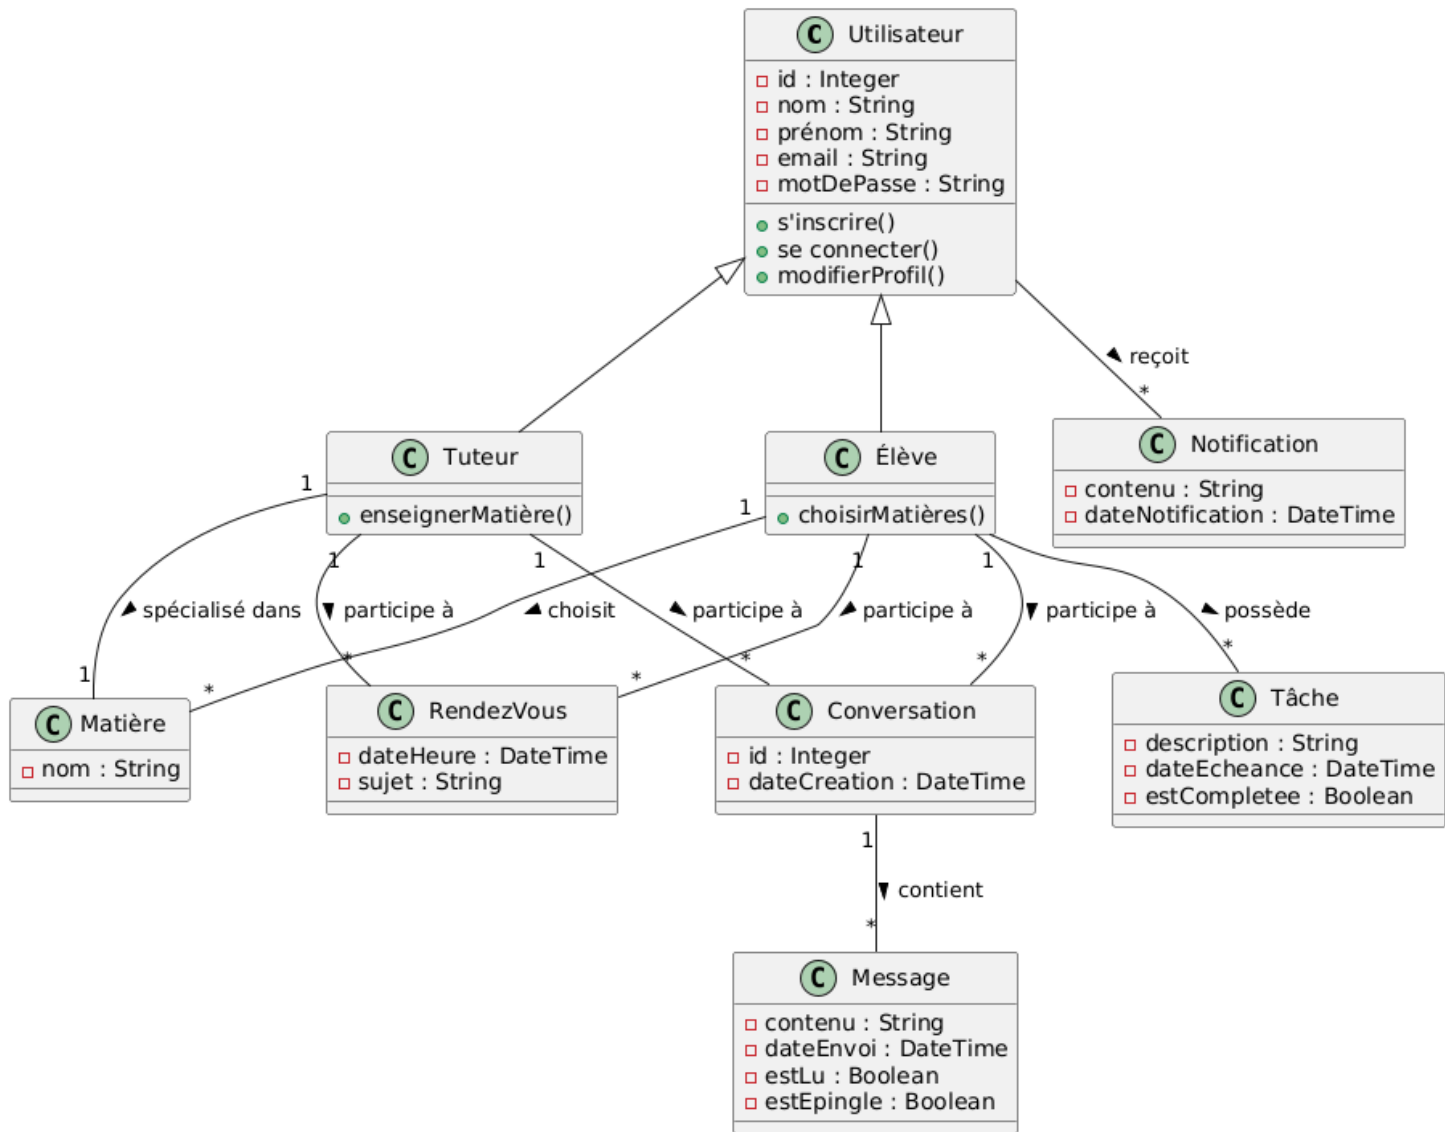 C Utilisateur
id : Integer
nom : String
prénom : String
email : String
motDePasse : String
s'inscrire()
se connecter()
modifierProfil()
reçoit
*
C Tuteur
enseignerMatière()
C Élève
choisirMatières()
C Notification
contenu : String
dateNotification : DateTime
1
1
1
1
1
1
spécialisé dans
participe à
choisit
participe à
participe à
participe à
possède
1
*
*
*
*
*
*
C Matière
nom : String
C RendezVous
dateHeure : DateTime
sujet : String
C Conversation
id : Integer
dateCreation : DateTime
C Tâche
description : String
dateEcheance : DateTime
estCompletee : Boolean
1
contient
*
C Message
contenu : String
dateEnvoi : DateTime
estLu : Boolean
estEpingle : Boolean